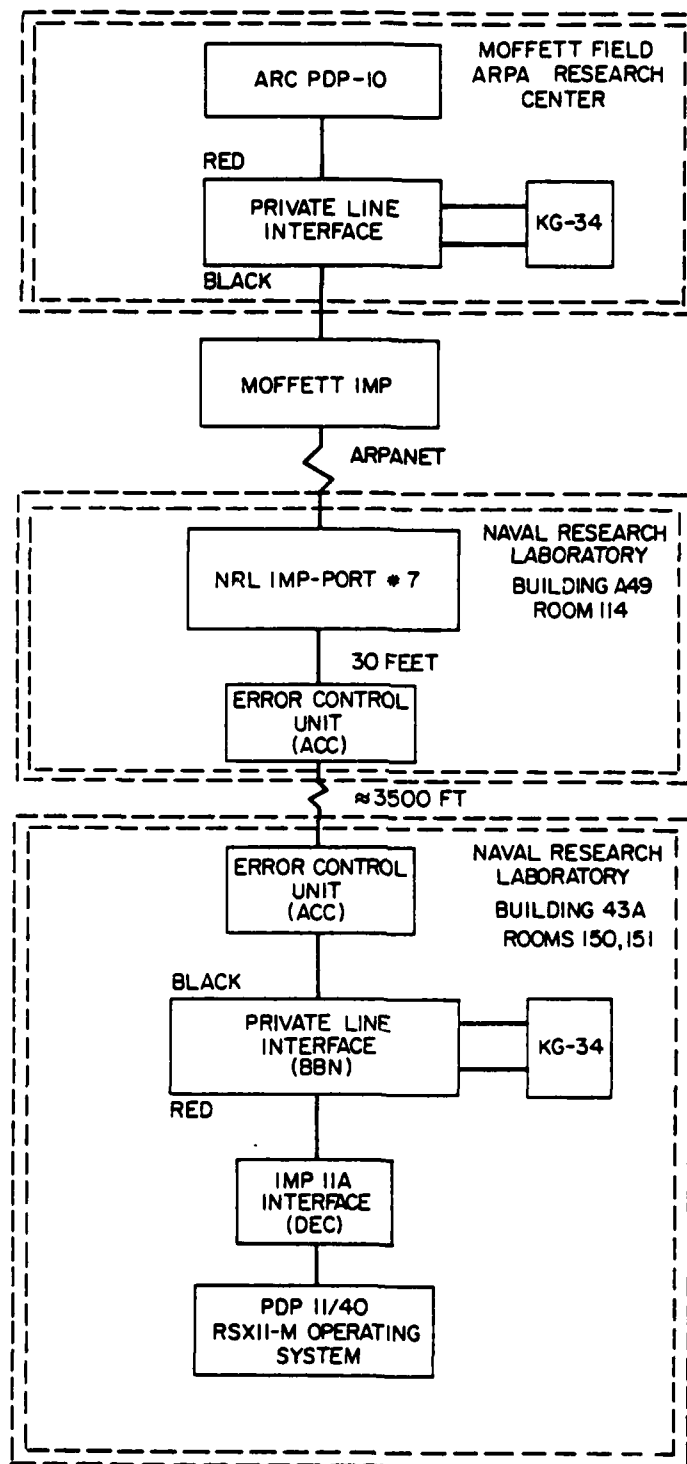 MOFFETT FIELD
ARPA RESEARCH
CENTER
ARC PDP-10
RED
PRIVATE LINE
INTERFACE
KG-34
BLACK
MOFFETT IMP
ARPANET
NAVAL RESEARCH
LABORATORY
BUILDING A49
ROOM 114
NRL IMP-PORT # 7
30 FEET
ERROR CONTROL
UNIT
(ACC)
≈3500 FT
ERROR CONTROL
UNIT
(ACC)
NAVAL RESEARCH
LABORATORY
BUILDING 43A
ROOMS 150,151
BLACK
PRIVATE LINE
INTERFACE
(BBN)
KG-34
RED
IMP 11A
INTERFACE
(DEC)
PDP 11/40
RSX11-M OPERATING
SYSTEM